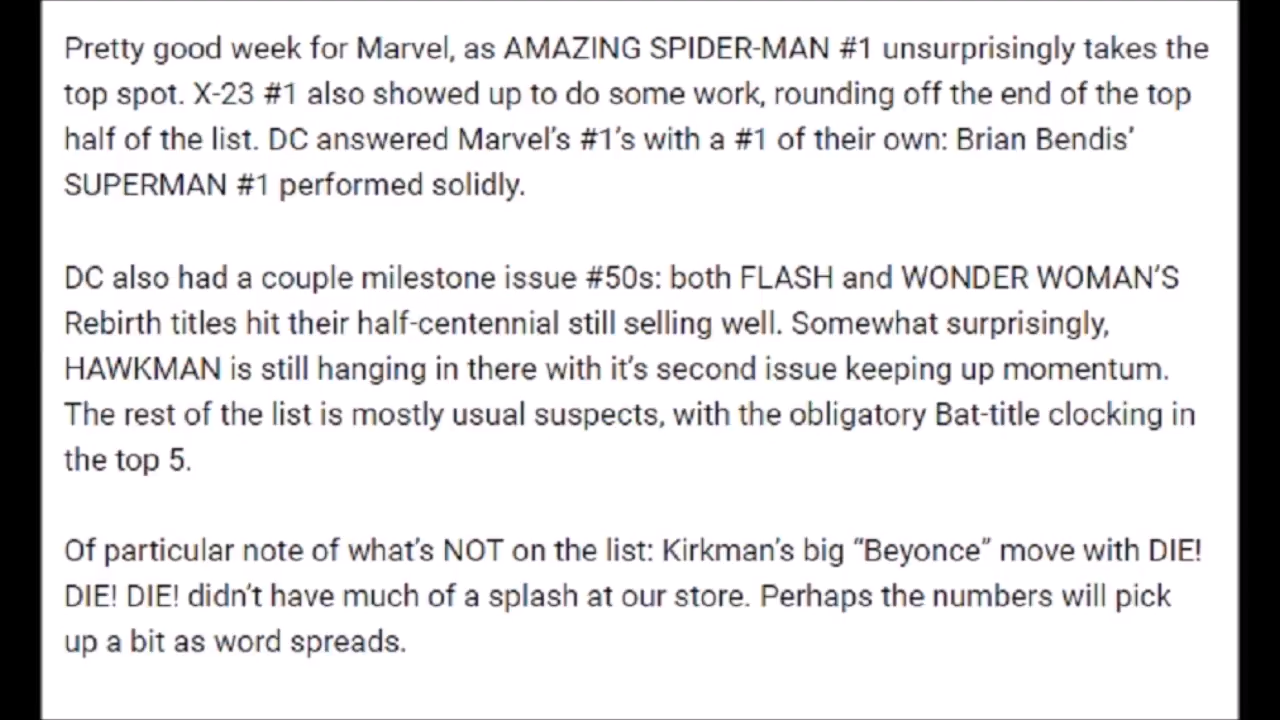 Pretty good week for Marvel, as AMAZING SPIDER-MAN #1 unsurprisingly takes the
top spot. X-23 #1 also showed up to do some work, rounding off the end of the top
half of the list. DC answered Marvel’s #1’s with a #1 of their own: Brian Bendis’
SUPERMAN #1 performed solidly.
DC also had a couple milestone issue #50s: both FLASH and WONDER WOMAN’S
Rebirth titles hit their half-centennial still selling well. Somewhat surprisingly,
HAWKMAN is still hanging in there with it’s second issue keeping up momentum.
The rest of the list is mostly usual suspects, with the obligatory Bat-title clocking in
the top 5.
Of particular note of what’s NOT on the list: Kirkman’s big “Beyonce” move with DIE!
DIE! DIE! didn’t have much of a splash at our store. Perhaps the numbers will pick
up a bit as word spreads.